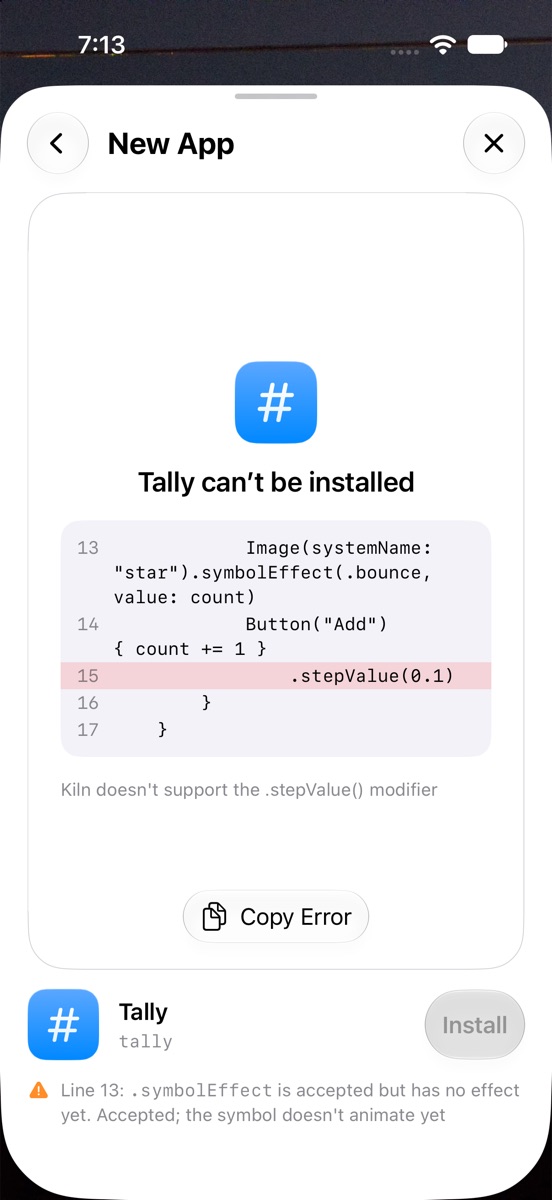 7:13
New App
#
Tally can’t be installed
13 Image(systemName:
"star").symbolEffect(.bounce,
value: count)
14 Button("Add")
{ count += 1 }
15 .stepValue(0.1)
16 }
17 }
Kiln doesn't support the .stepValue() modifier
Copy Error
#
Tally
tally
Install
Line 13: .symbolEffect is accepted but has no effect
yet. Accepted; the symbol doesn't animate yet